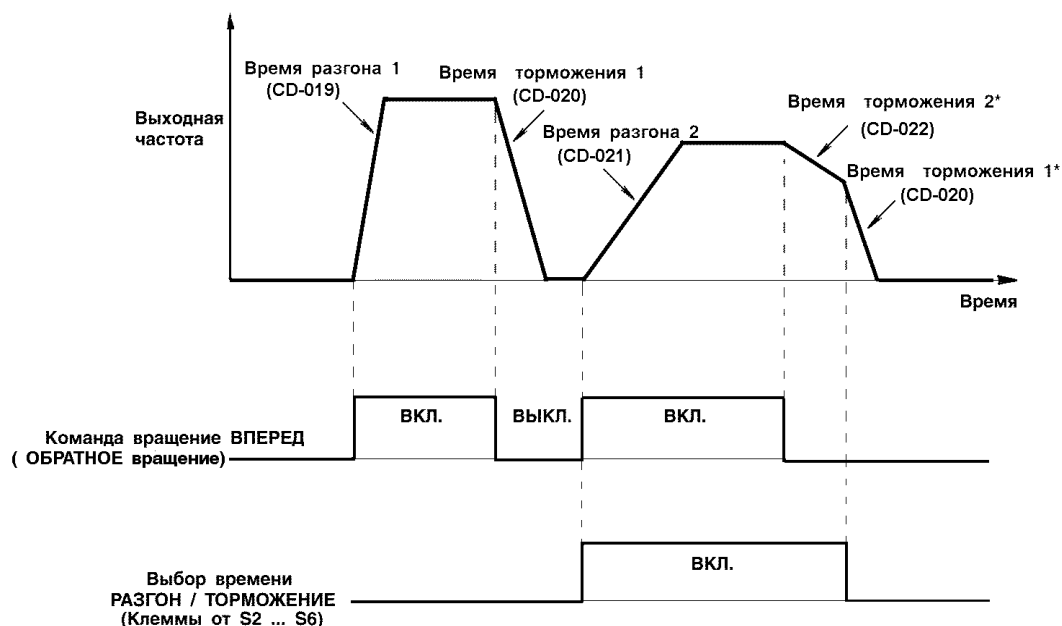 Время разгона 1
(CD-019)
Время торможения 1
(CD-020)
Выходная
частота
Время разгона 2
(CD-021)
Время торможения 2*
(CD-022)
Время торможения 1*
(CD-020)
Время
ВКЛ.
ВЫКЛ.
ВКЛ.
Команда вращение ВПЕРЕД
( ОБРАТНОЕ вращение)
ВКЛ.
Выбор времени
РАЗГОН / ТОРМОЖЕНИЕ
(Клеммы от S2 ... S6)